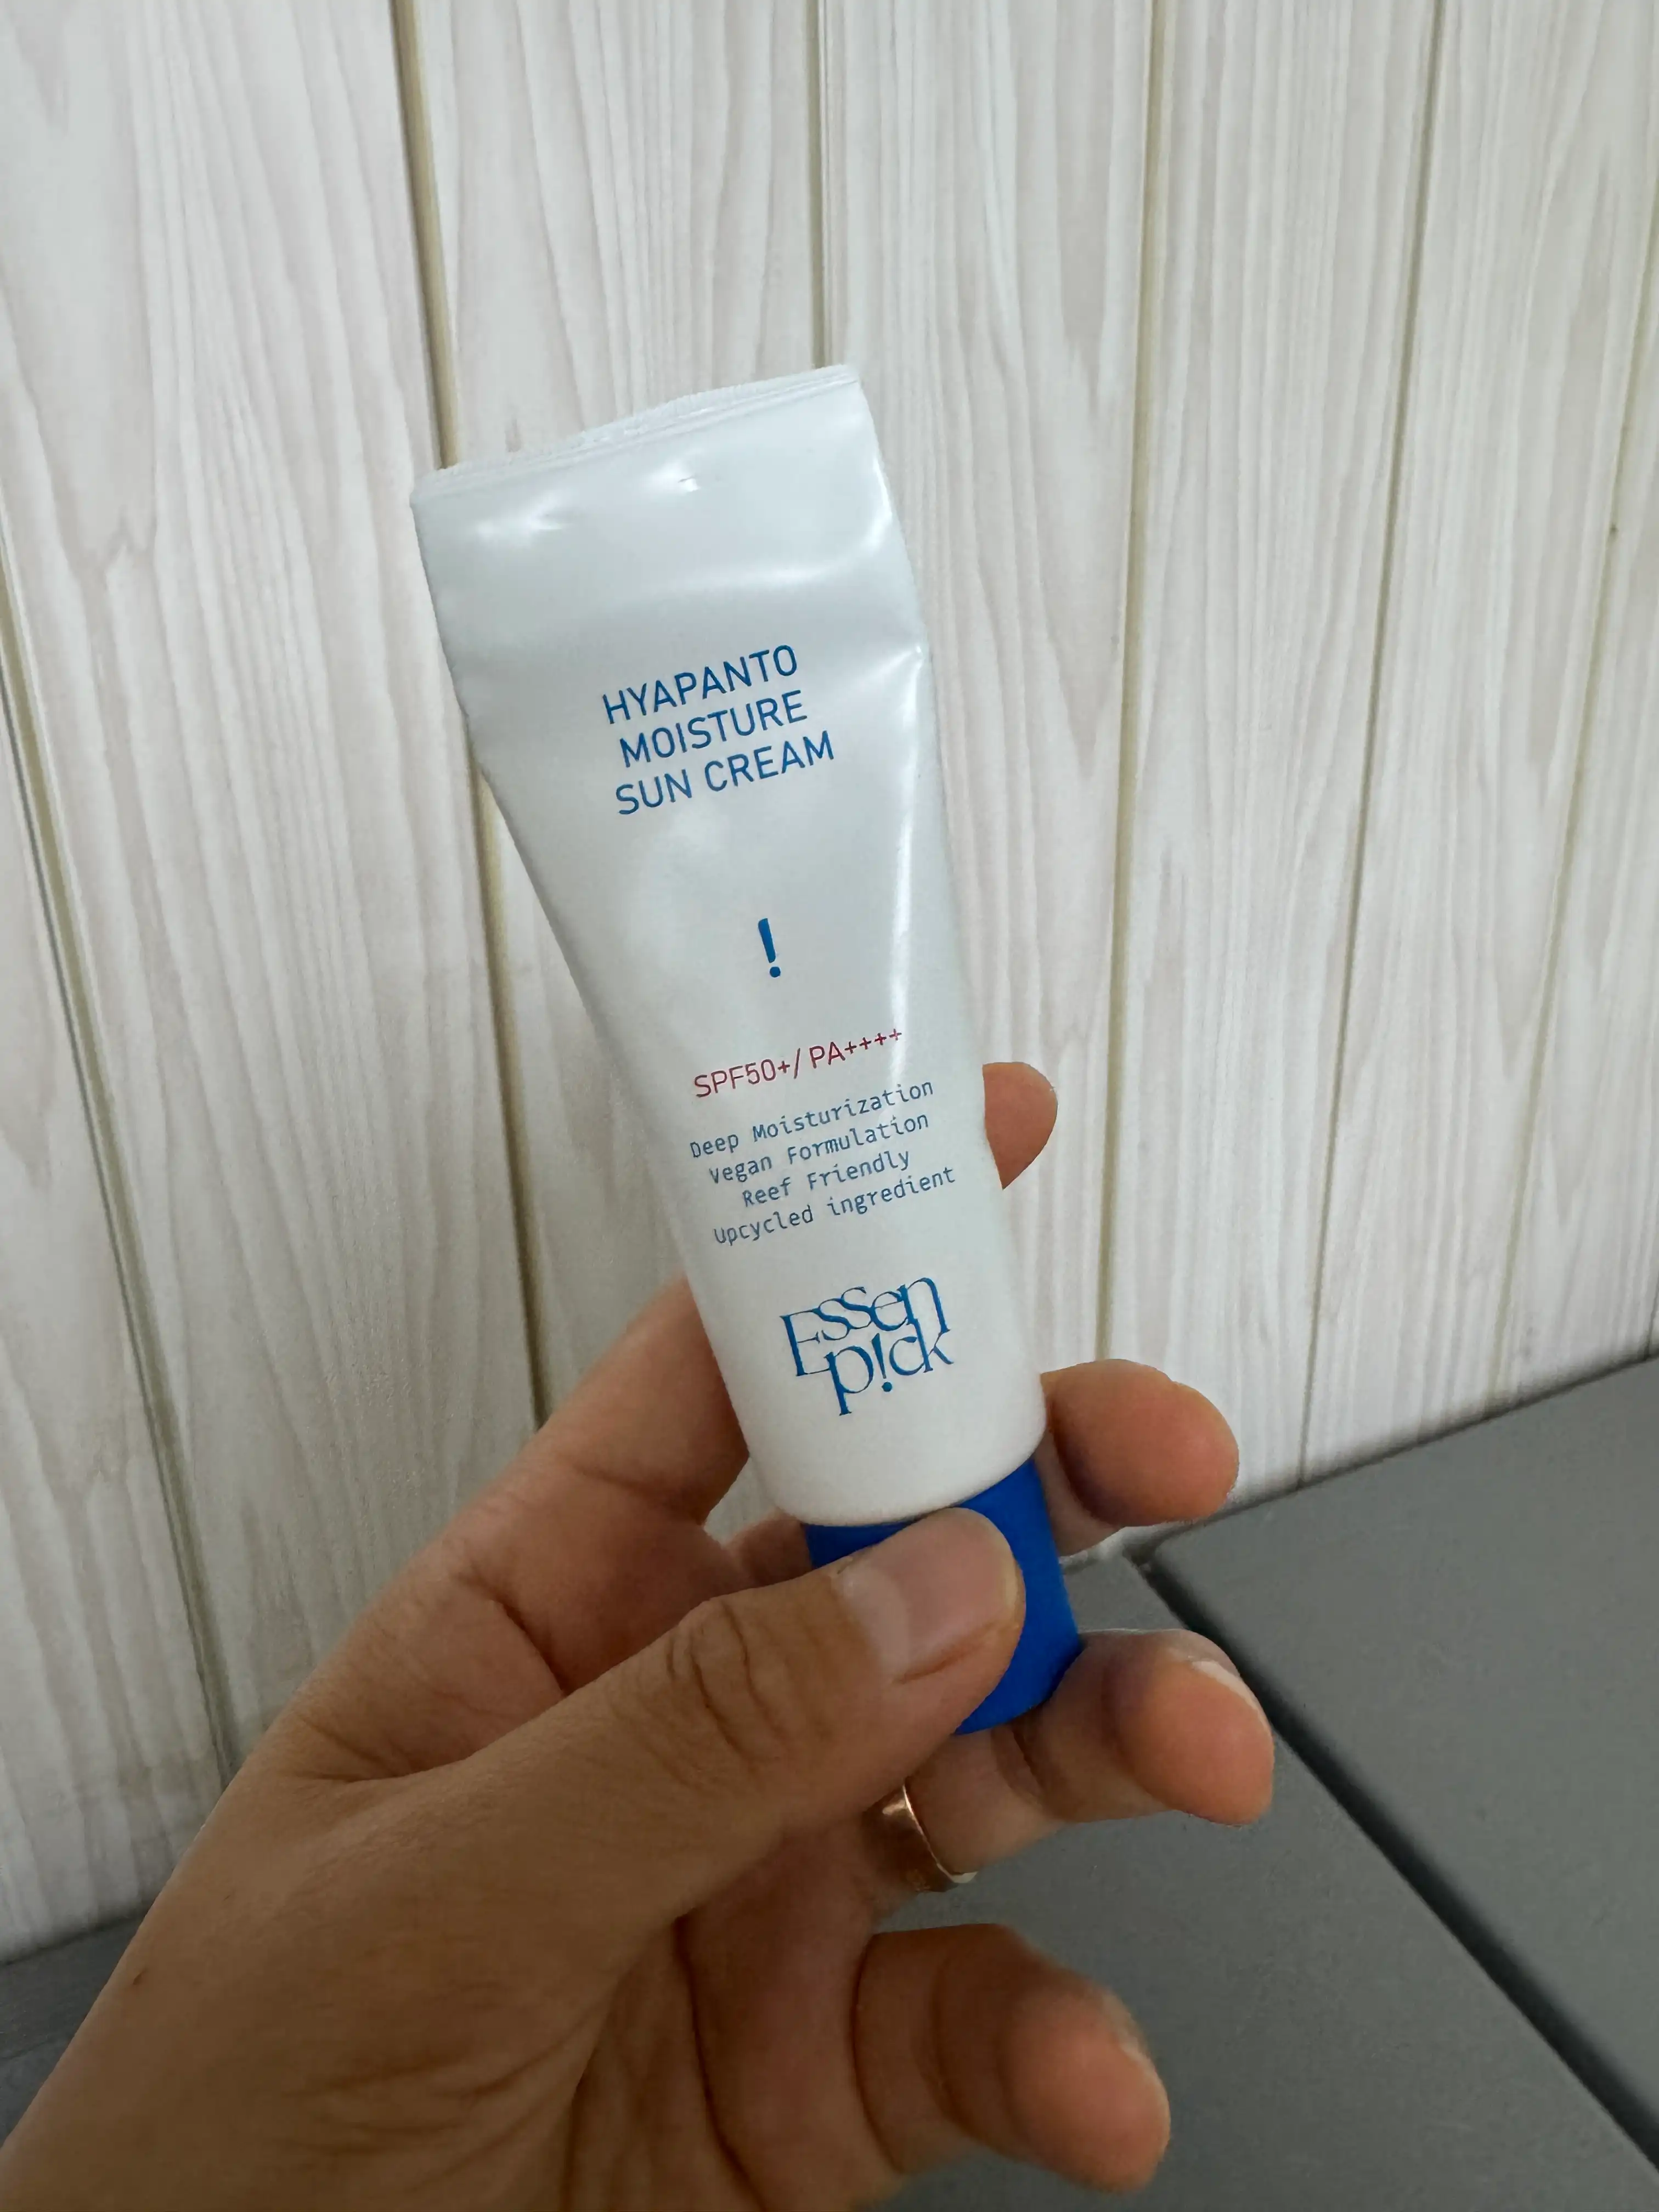 HYAPANTO
MOISTURE
SUN CREAM
!
SPF50+/PA++++
Deep Moisturization
Vegan Formulation
Reef Friendly
Upcycled ingredient
Essen
p!ck